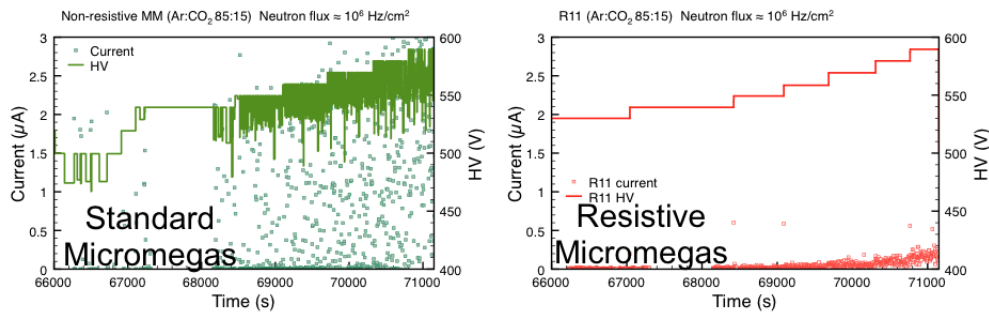 Non-resistive MM (Ar:CO2 85:15) Neutron flux ≈ 10⁶ Hz/cm²
3
2.5
2
1.5
1
0.5
0
Current (µA)
Current
HV
Standard
Micromegas
600
550
500
450
400
HV (V)
66000 67000 68000 69000 70000 71000
Time (s)
R11 (Ar:CO2 85:15) Neutron flux ≈ 10⁶ Hz/cm²
3
2.5
2
1.5
1
0.5
0
Current (µA)
R11 current
R11 HV
Resistive
Micromegas
600
550
500
450
400
HV (V)
66000 67000 68000 69000 70000 71000
Time (s)